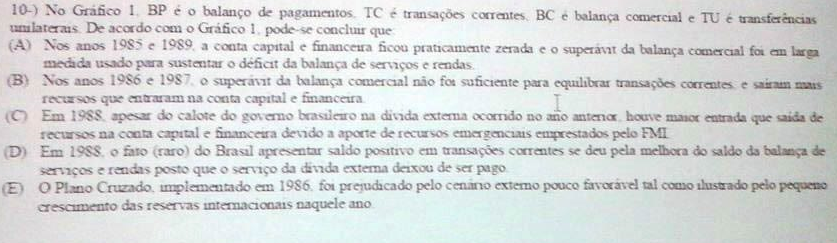 10-) No Gráfico 1, BP é o balanço de pagamentos, TC é transações correntes, BC é balança comercial e TU é transferências
unilaterais. De acordo com o Gráfico 1, pode-se concluir que:
(A) Nos anos 1985 e 1989, a conta capital e financeira ficou praticamente zerada e o superávit da balança comercial foi em larga
medida usado para sustentar o déficit da balança de serviços e rendas.
(B) Nos anos 1986 e 1987, o superávit da balança comercial não foi suficiente para equilibrar transações correntes, e saíram mais
recursos que entraram na conta capital e financeira.
(C) Em 1988, apesar do calote do governo brasileiro na dívida externa ocorrido no ano anterior, houve maior entrada que saída de
recursos na conta capital e financeira devido a aporte de recursos emergenciais emprestados pelo FMI.
(D) Em 1988, o fato (raro) do Brasil apresentar saldo positivo em transações correntes se deu pela melhora do saldo da balança de
serviços e rendas posto que o serviço da dívida externa deixou de ser pago.
(E) O Plano Cruzado, implementado em 1986, foi prejudicado pelo cenário externo pouco favorável tal como ilustrado pelo pequeno
crescimento das reservas internacionais naquele ano.